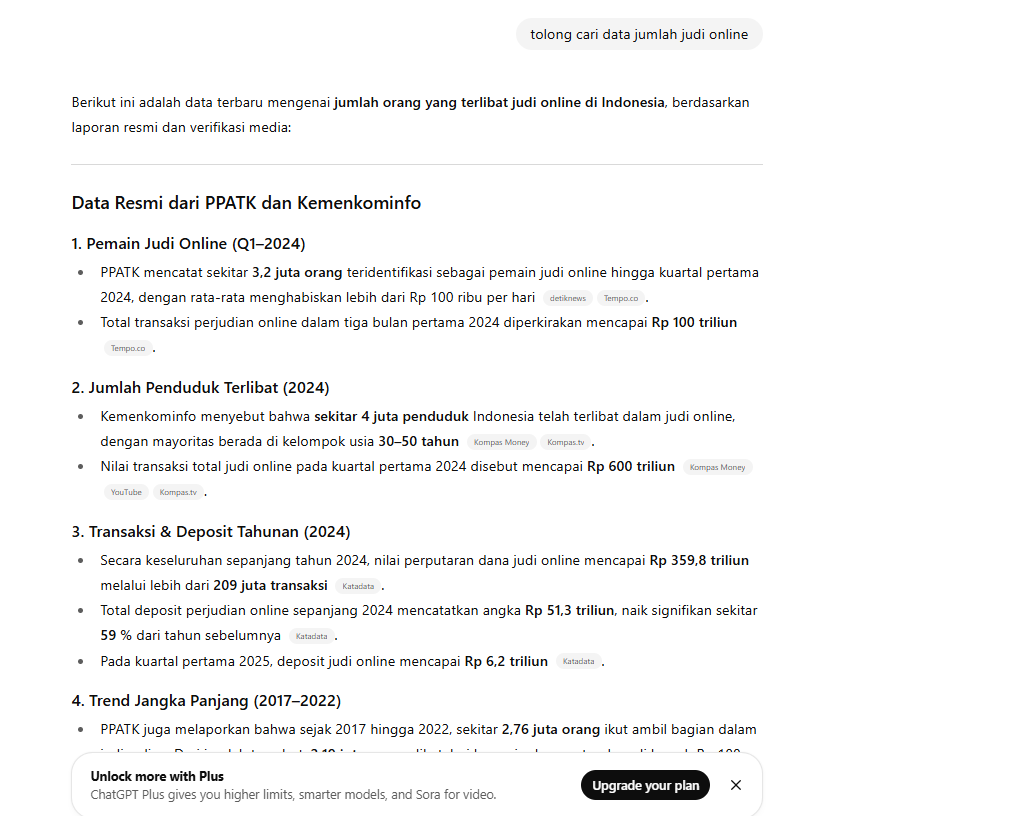 tolong cari data jumlah judi online
Berikut ini adalah data terbaru mengenai jumlah orang yang terlibat judi online di Indonesia, berdasarkan
laporan resmi dan verifikasi media:
Data Resmi dari PPATK dan Kemenkominfo
1. Pemain Judi Online (Q1–2024)
• PPATK mencatat sekitar 3,2 juta orang teridentifikasi sebagai pemain judi online hingga kuartal pertama
2024, dengan rata-rata menghabiskan lebih dari Rp 100 ribu per hari detiknews Tempo.co .
• Total transaksi perjudian online dalam tiga bulan pertama 2024 diperkirakan mencapai Rp 100 triliun
Tempo.co .
2. Jumlah Penduduk Terlibat (2024)
• Kemenkominfo menyebut bahwa sekitar 4 juta penduduk Indonesia telah terlibat dalam judi online,
dengan mayoritas berada di kelompok usia 30–50 tahun Kompas Money Kompas.tv .
• Nilai transaksi total judi online pada kuartal pertama 2024 disebut mencapai Rp 600 triliun Kompas Money
YouTube Kompas.tv .
3. Transaksi & Deposit Tahunan (2024)
• Secara keseluruhan sepanjang tahun 2024, nilai perputaran dana judi online mencapai Rp 359,8 triliun
melalui lebih dari 209 juta transaksi Katadata .
• Total deposit perjudian online sepanjang 2024 mencatatkan angka Rp 51,3 triliun, naik signifikan sekitar
59 % dari tahun sebelumnya Katadata .
• Pada kuartal pertama 2025, deposit judi online mencapai Rp 6,2 triliun Katadata .
4. Trend Jangka Panjang (2017–2022)
• PPATK juga melaporkan bahwa sejak 2017 hingga 2022, sekitar 2,76 juta orang ikut ambil bagian dalam
Unlock more with Plus
ChatGPT Plus gives you higher limits, smarter models, and Sora for video.
Upgrade your plan